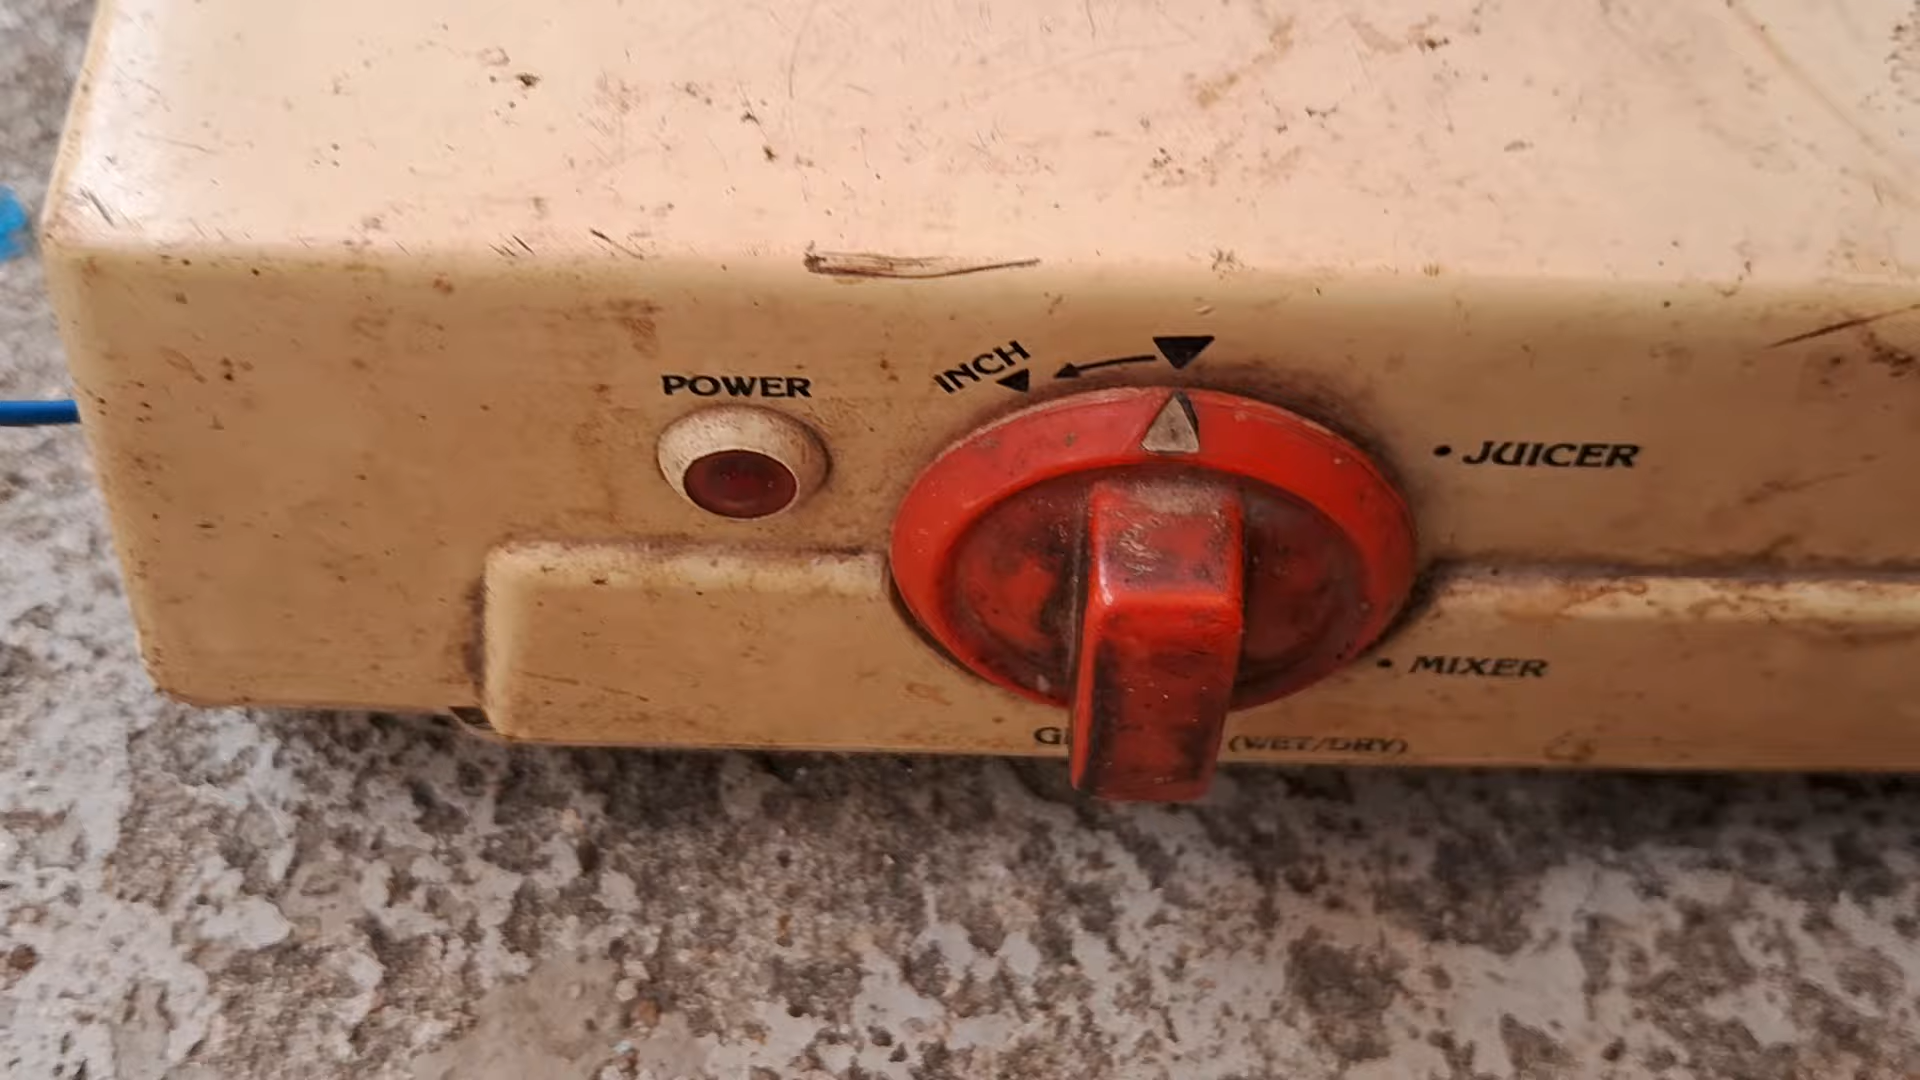 POWER
INCH
• JUICER
• MIXER
(WET/DRY)